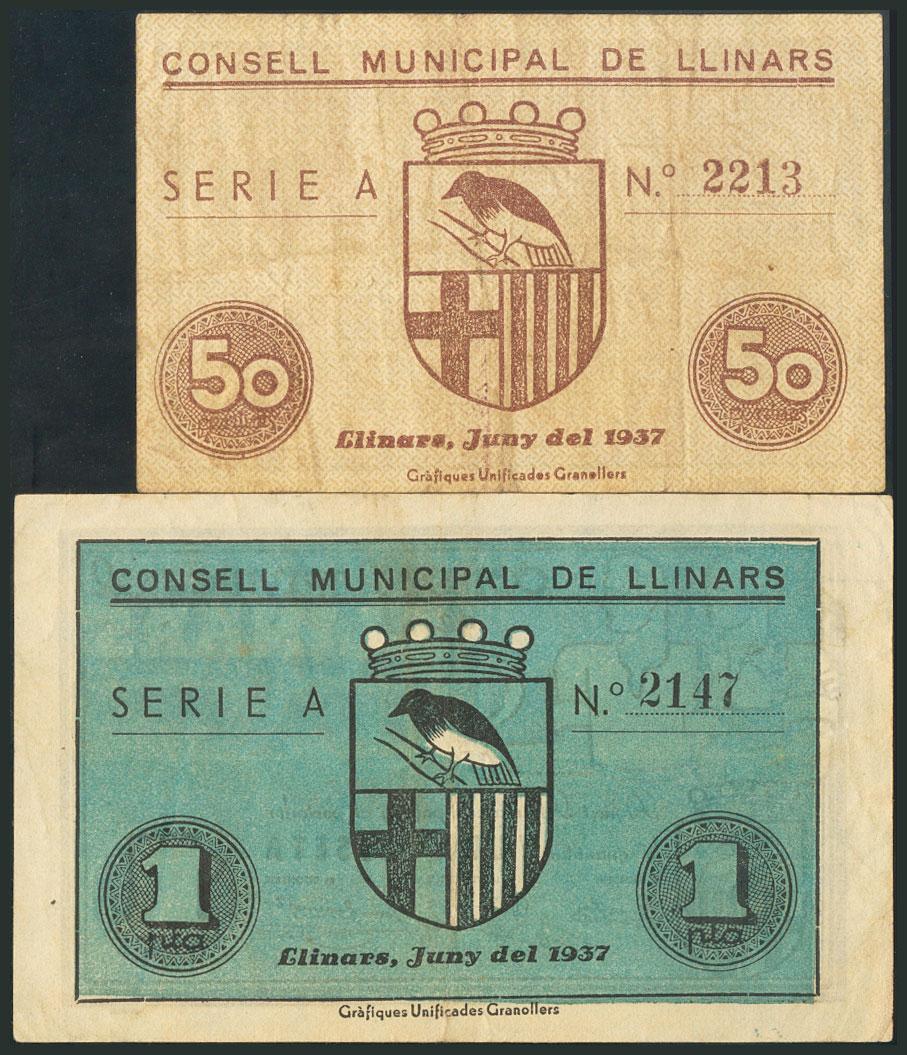 CONSELL MUNICIPAL DE LLINARS
SERIE A
N.º 2213
50
50
Llinars, Juny del 1937
Gràfiques Unificades Granollers
CONSELL MUNICIPAL DE LLINARS
SERIE A
N.º 2147
1
pta
1
pta
Llinars, Juny del 1937
Gràfiques Unificades Granollers